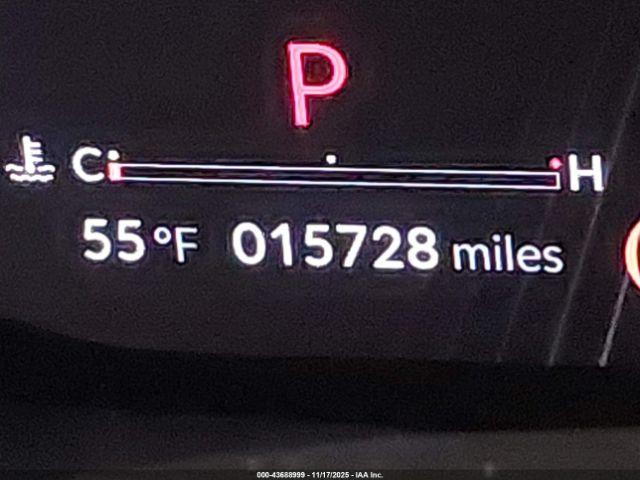 P
C H
55°F 015728 miles
000-43688999 - 11/17/2025 - IAA Inc.